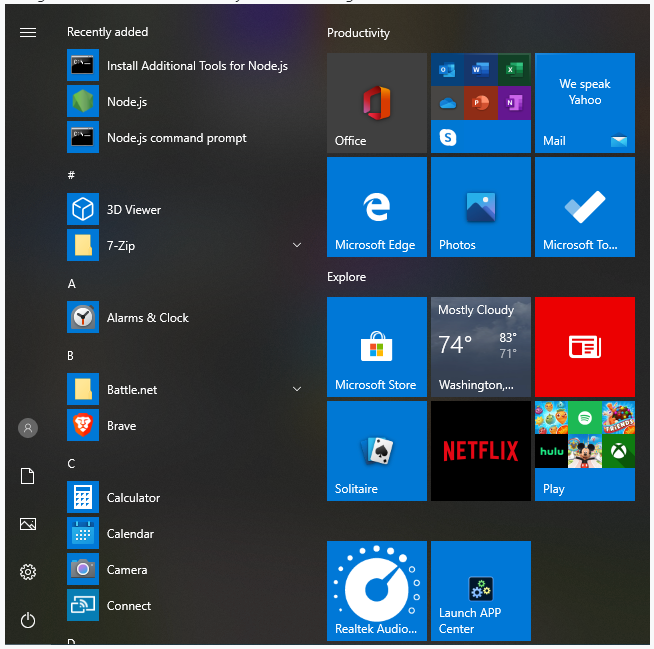 Recently added
Install Additional Tools for Node.js
Node.js
Node.js command prompt
#
3D Viewer
7-Zip
A
Alarms & Clock
B
Battle.net
Brave
C
Calculator
Calendar
Camera
Connect
Productivity
Office
We speak
Yahoo
Mail
Microsoft Edge
Photos
Microsoft To...
Explore
Microsoft Store
Mostly Cloudy
74° 83°
71°
Washington,...
Solitaire
NETFLIX
hulu
FRIENDS
Play
Realtek Audio...
Launch APP
Center